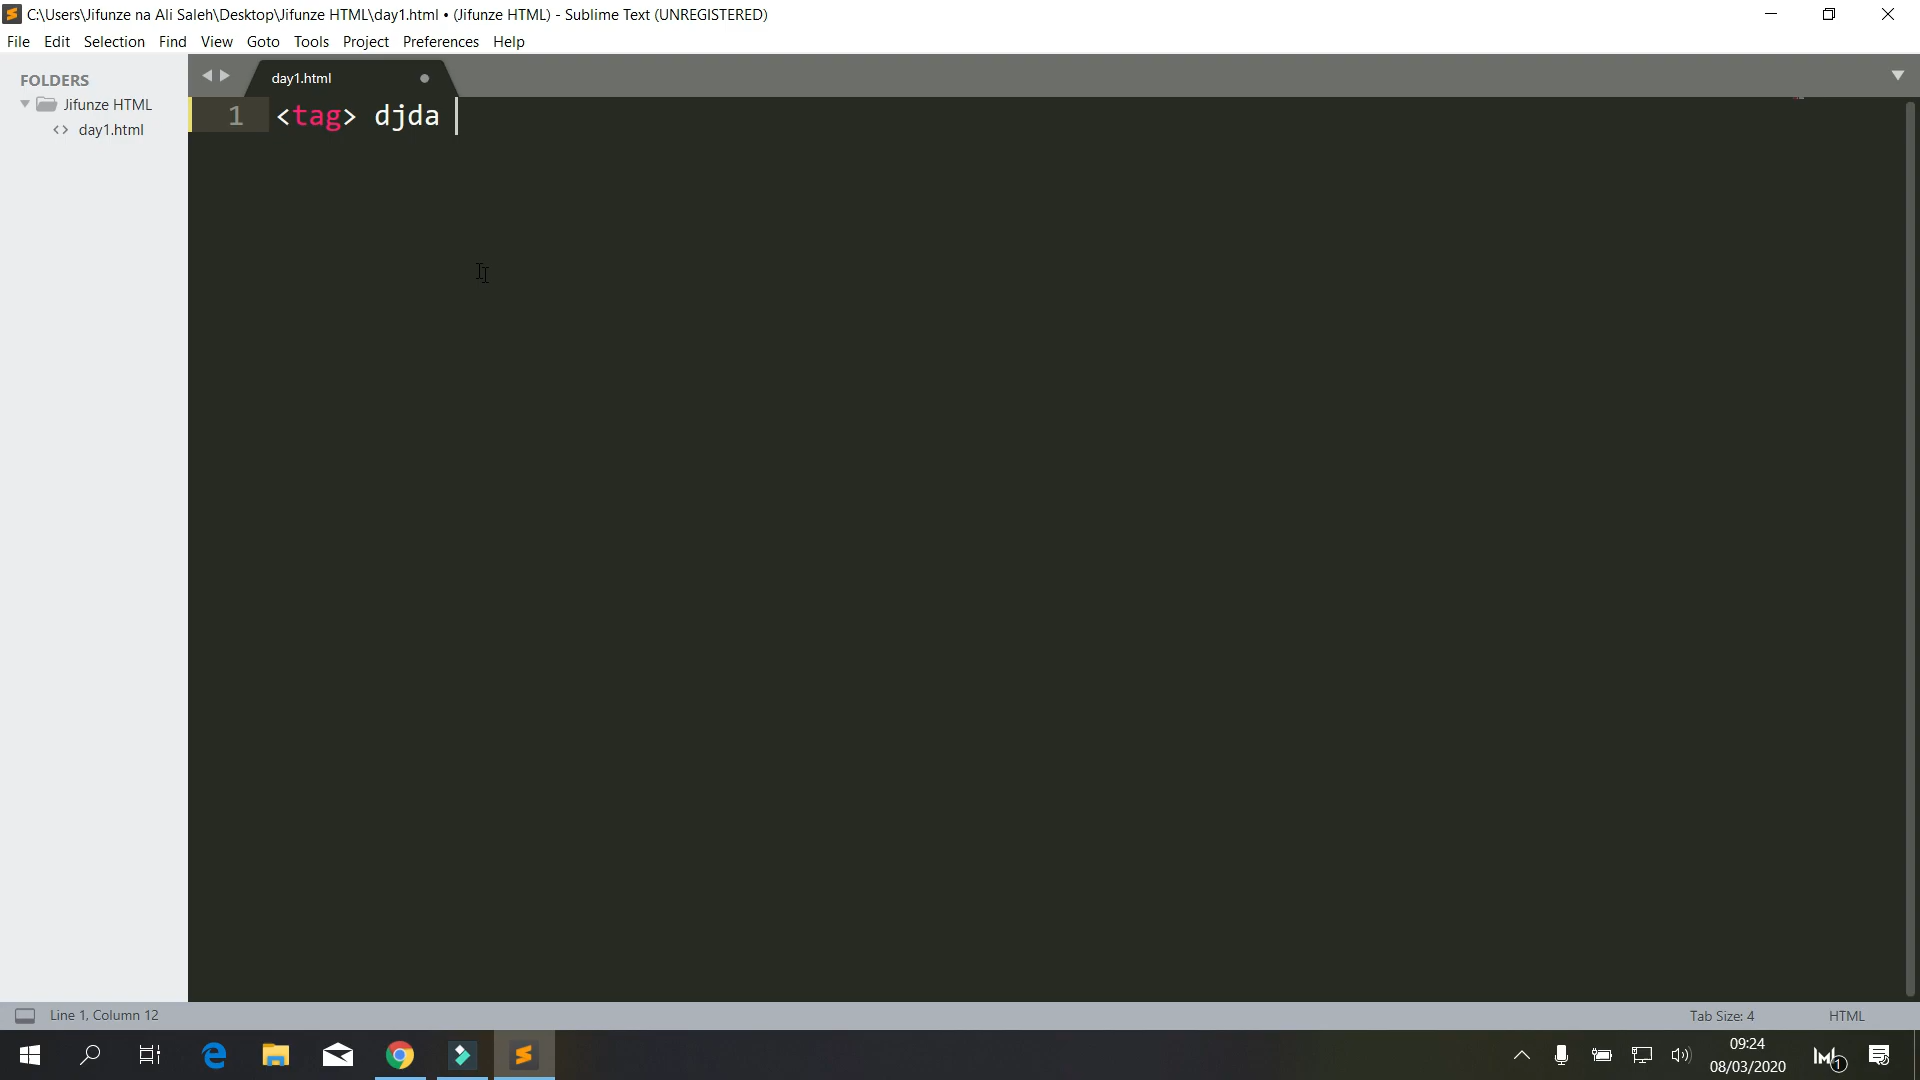 C:\Users\Jifunze na Ali Saleh\Desktop\Jifunze HTML\day1.html • (Jifunze HTML) - Sublime Text (UNREGISTERED)
File Edit Selection Find View Goto Tools Project Preferences Help
FOLDERS
Jifunze HTML
day1.html
day1.html
1 <tag> djda
Line 1, Column 12
Tab Size: 4
HTML
09:24
08/03/2020
1